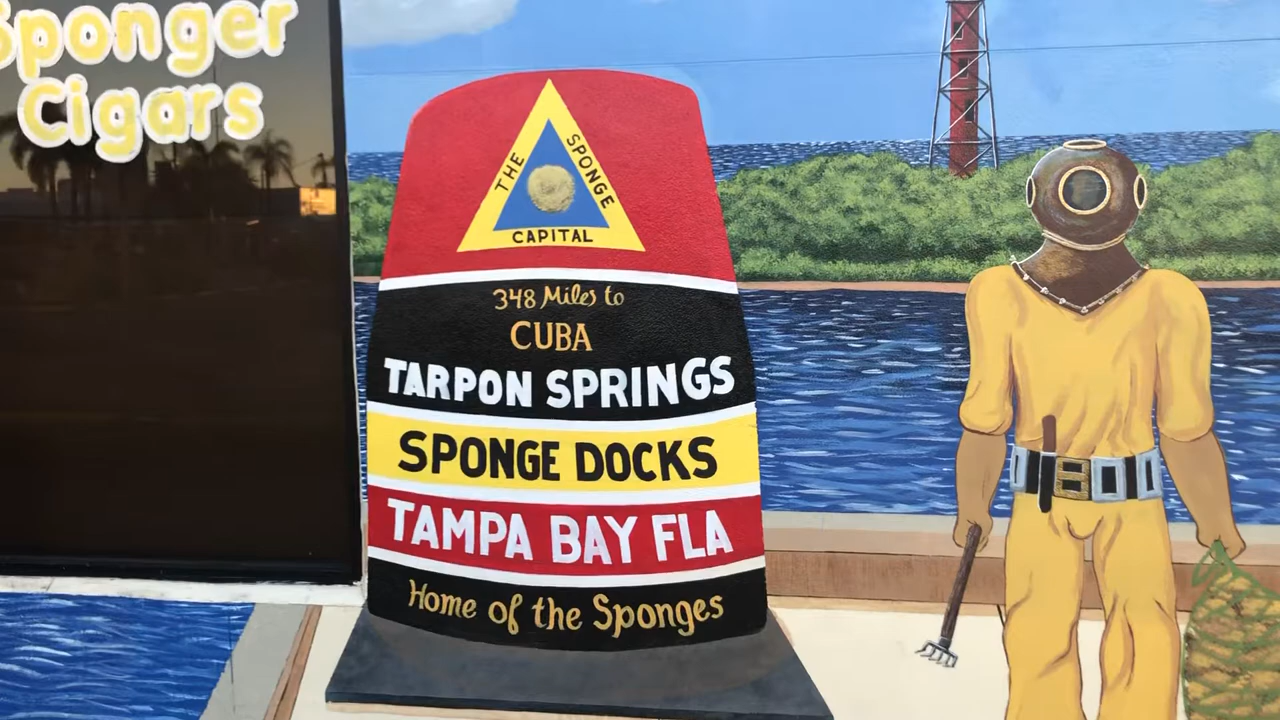 Sponger
Cigars
THE SPONGE
CAPITAL
348 Miles to
CUBA
TARPON SPRINGS
SPONGE DOCKS
TAMPA BAY FLA
Home of the Sponges